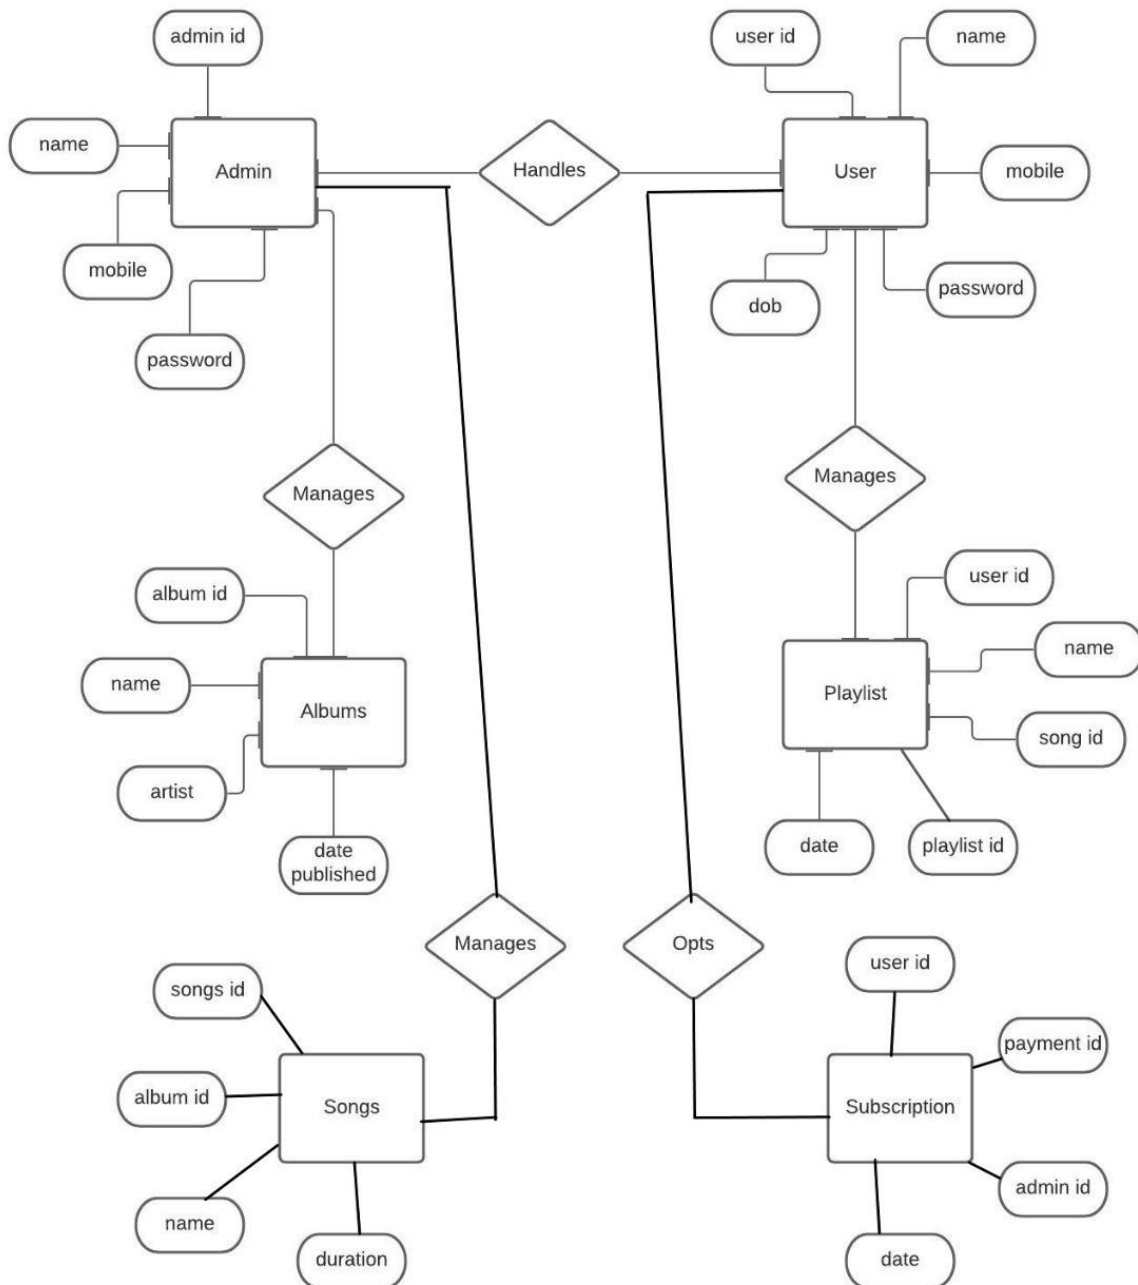 admin id
user id
name
name
Admin
Handles
User
mobile
mobile
dob
password
password
Manages
Manages
album id
user id
name
name
Albums
Playlist
song id
artist
date
published
date
playlist id
Manages
Opts
user id
songs id
payment id
album id
Songs
Subscription
name
admin id
duration
date